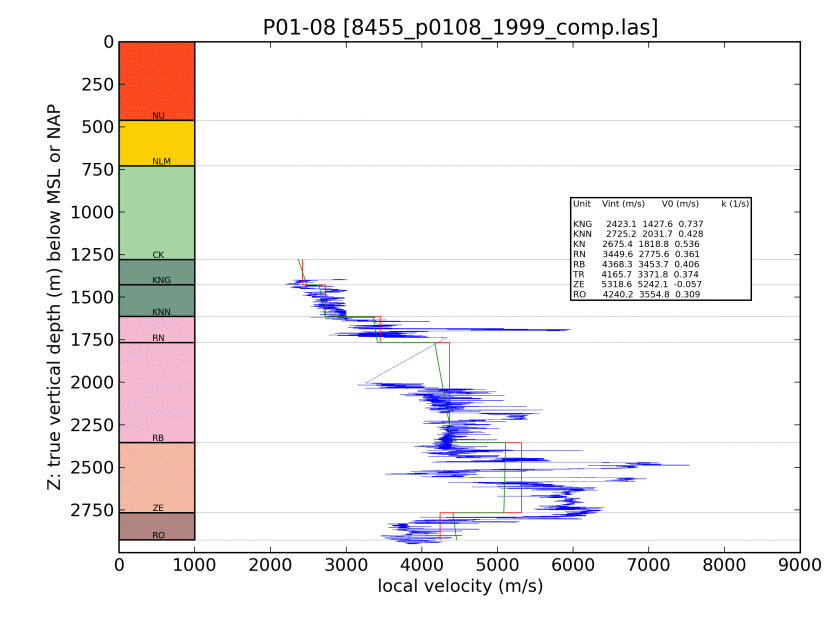 P01-08 [8455_p0108_1999_comp.las]
Z: true vertical depth (m) below MSL or NAP
0
250
500
750
1000
1250
1500
1750
2000
2250
2500
2750
NU
NLM
CK
KNG
KNN
RN
RB
ZE
RO
Unit Vint (m/s) V0 (m/s) k (1/s)
KNG 2423.1 1427.6 0.737
KNN 2725.2 2031.7 0.428
KN 2675.4 1818.8 0.536
RN 3449.6 2775.6 0.361
RB 4368.3 3453.7 0.406
TR 4165.7 3371.8 0.374
ZE 5318.6 5242.1 -0.057
RO 4240.2 3554.8 0.309
0 1000 2000 3000 4000 5000 6000 7000 8000 9000
local velocity (m/s)